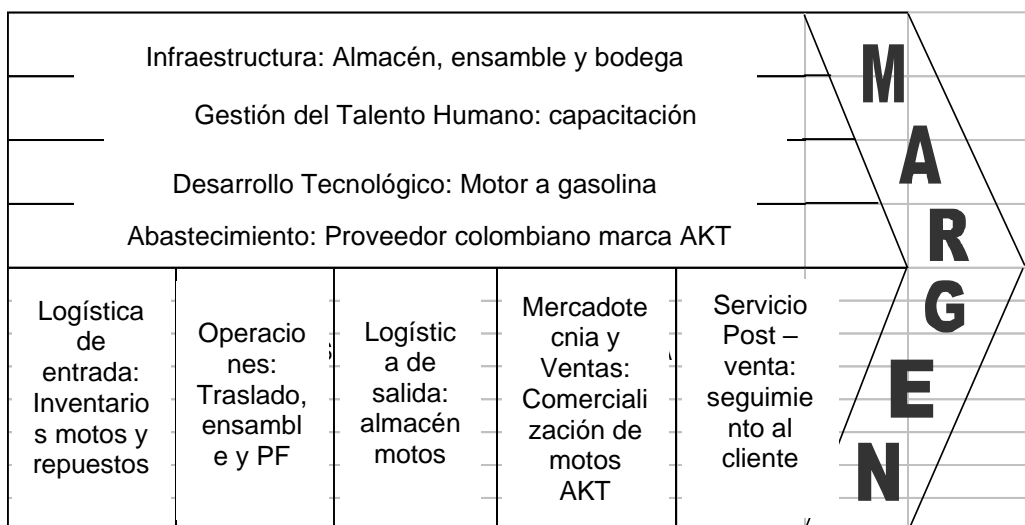 Infraestructura: Almacén, ensamble y bodega
Gestión del Talento Humano: capacitación
Desarrollo Tecnológico: Motor a gasolina
Abastecimiento: Proveedor colombiano marca AKT
Logística
de
entrada:
Inventario
s motos y
repuestos
Operacio
nes:
Traslado,
ensambl
e y PF
Logístic
a de
salida:
almacén
motos
Mercadote
cnia y
Ventas:
Comerciali
zación de
motos
AKT
Servicio
Post –
venta:
seguimie
nto al
cliente
MARGEN